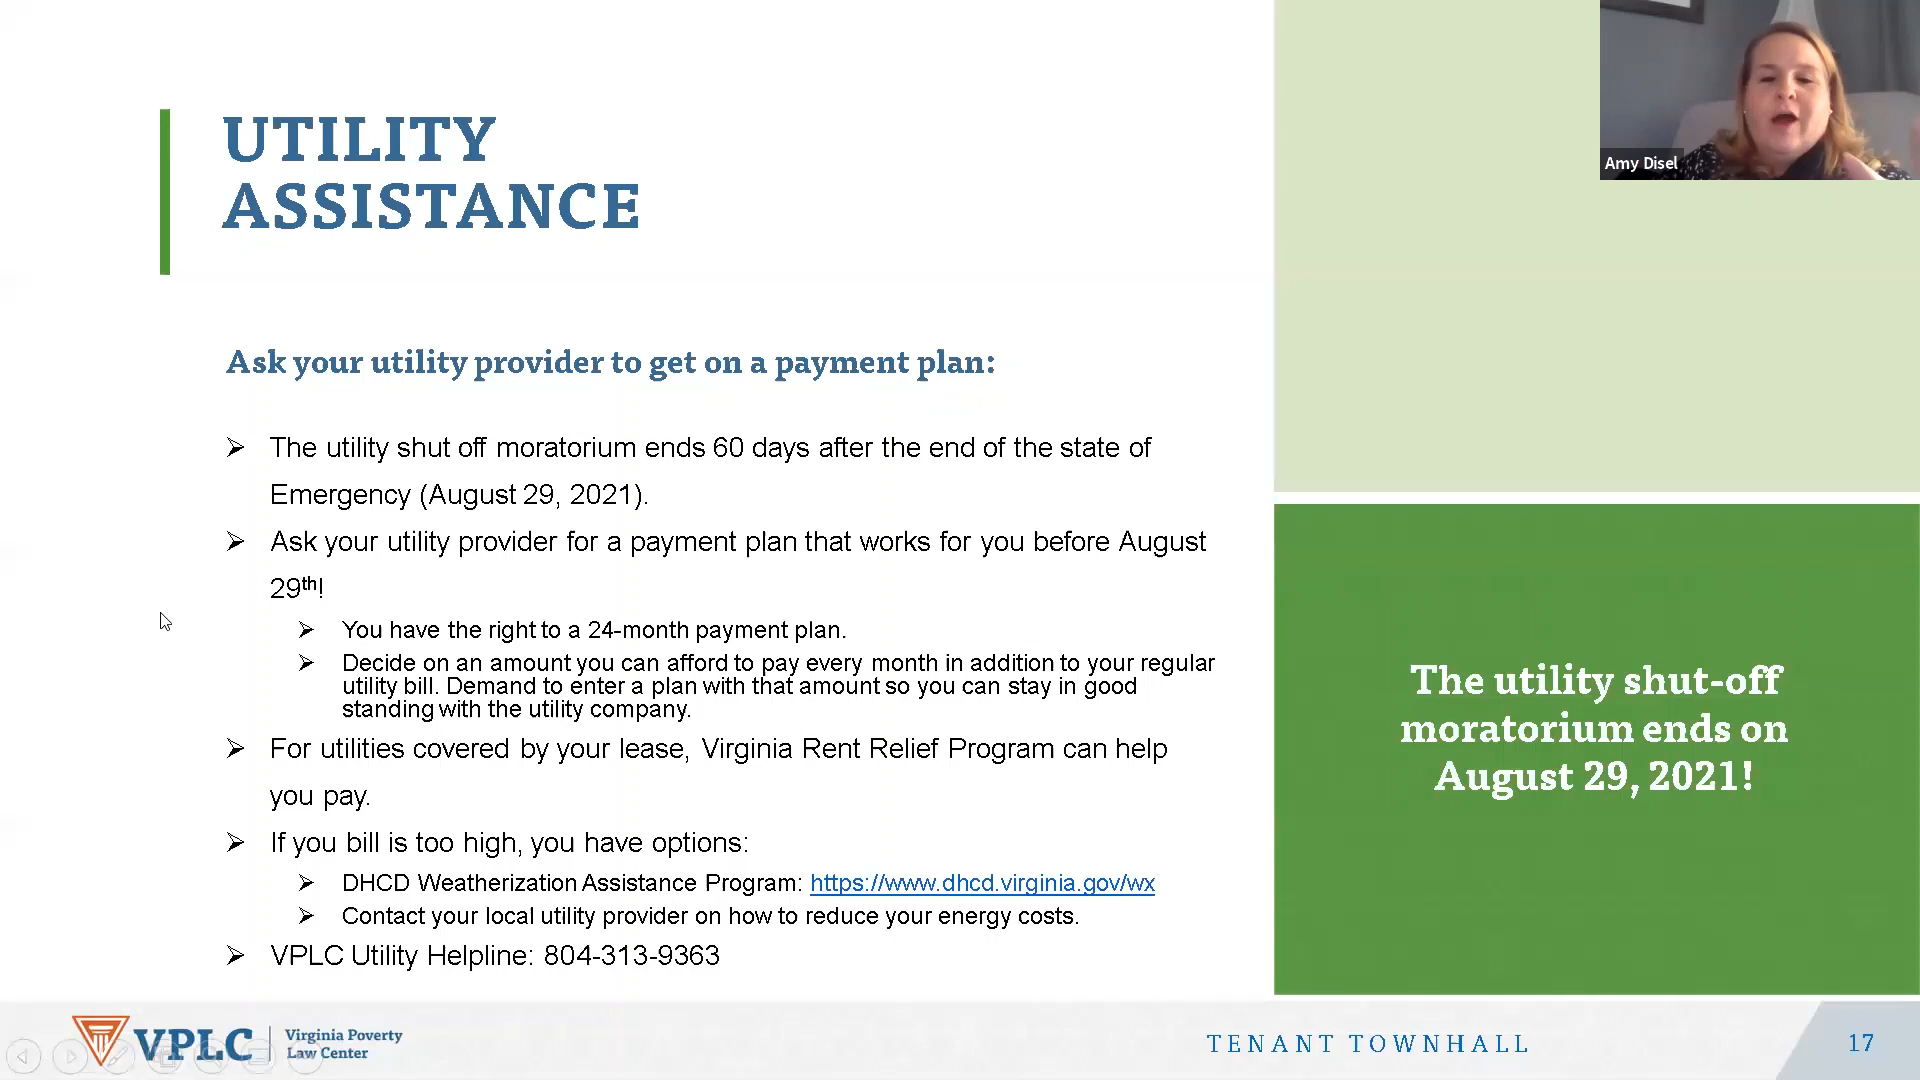 UTILITY
ASSISTANCE
Amy Disel
Ask your utility provider to get on a payment plan:
The utility shut off moratorium ends 60 days after the end of the state of
Emergency (August 29, 2021).
Ask your utility provider for a payment plan that works for you before August
29th!
You have the right to a 24-month payment plan.
Decide on an amount you can afford to pay every month in addition to your regular
utility bill. Demand to enter a plan with that amount so you can stay in good
standing with the utility company.
For utilities covered by your lease, Virginia Rent Relief Program can help
you pay.
If you bill is too high, you have options:
DHCD Weatherization Assistance Program: https://www.dhcd.virginia.gov/wx
Contact your local utility provider on how to reduce your energy costs.
VPLC Utility Helpline: 804-313-9363
The utility shut-off
moratorium ends on
August 29, 2021!
VPLC
Virginia Poverty
Law Center
TENANT TOWNHALL
17